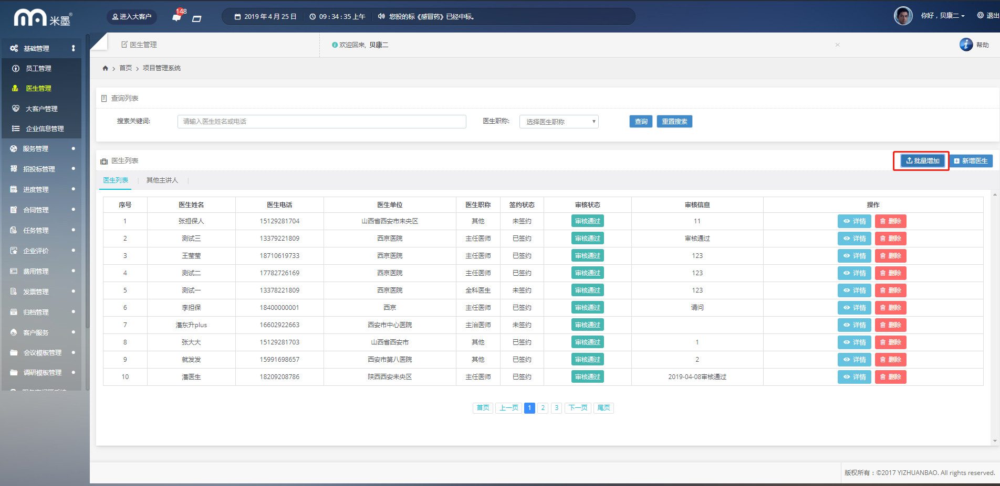 米墨®
进入大客户
148
2019 年 4 月 25 日
09 : 34 : 35 上午
您投的标《感冒药》已经中标。
你好，贝康二
退出
基础管理
员工管理
医生管理
大客户管理
企业信息管理
服务管理
招投标管理
进度管理
合同管理
任务管理
企业评价
费用管理
发票管理
归档管理
客户服务
会议模板管理
调研模板管理
医生管理
欢迎回来, 贝康二
×
帮助
首页 > 项目管理系统
查询列表
搜索关键词:
请输入医生姓名或电话
医生职称:
选择医生职称
查询
重置搜索
医生列表
批量增加
新增医生
医生列表 | 其他主讲人 |
序号 医生姓名 医生电话 医生单位 医生职称 签约状态 审核状态 审核信息 操作
1 张担保人 15129281704 山西省西安市未央区 其他 未签约 审核通过 11 详情 删除
2 测试三 13379221809 西京医院 主任医师 已签约 审核通过 审核通过 详情 删除
3 王莹莹 18710619733 西京医院 主任医师 已签约 审核通过 123 详情 删除
4 测试二 17782726169 西京医院 主任医师 已签约 审核通过 123 详情 删除
5 测试一 13378221809 西京医院 全科医生 未签约 审核通过 123 详情 删除
6 李担保 18400000001 西京 主任医师 已签约 审核通过 请问 详情 删除
7 潘东升plus 16602922663 西安市中心医院 主治医师 未签约 审核通过 详情 删除
8 张大大 15129281703 山西省西安市 其他 已签约 审核通过 1 详情 删除
9 就发发 15991698657 西安市第八医院 其他 已签约 审核通过 2 详情 删除
10 潘医生 18209208786 陕西西安未央区 主任医师 已签约 审核通过 2019-04-08审核通过 详情 删除
首页 上一页 1 2 3 下一页 尾页
版权所有：©2017 YIZHUANBAO. All rights reserved.